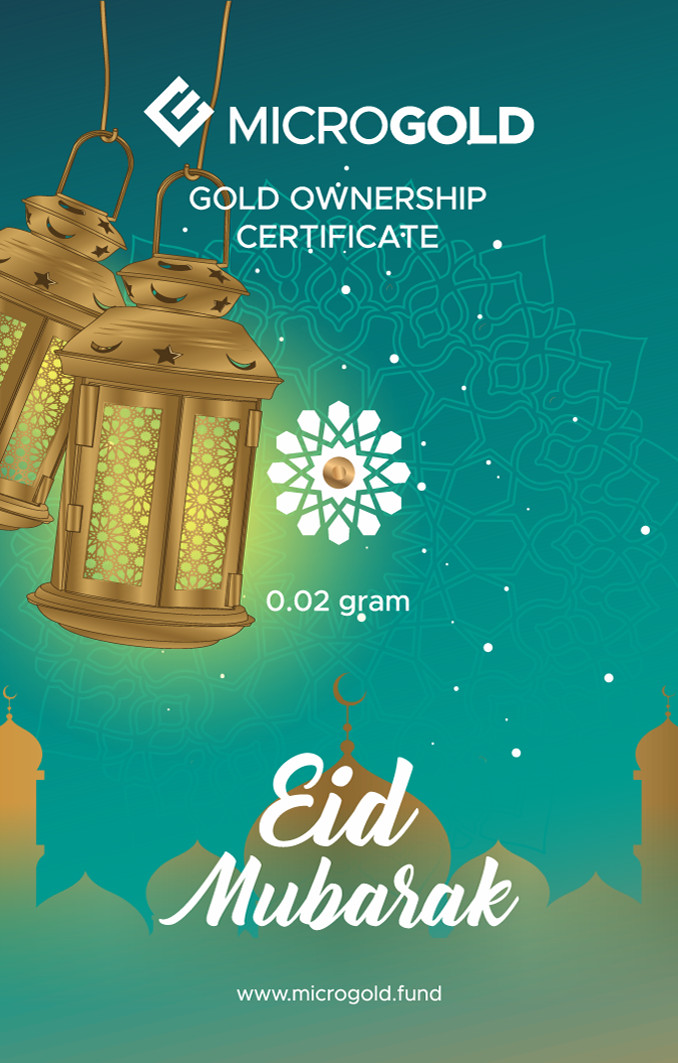 MICROGOLD
GOLD OWNERSHIP
CERTIFICATE
0.02 gram
Eid
Mubarak
www.microgold.fund